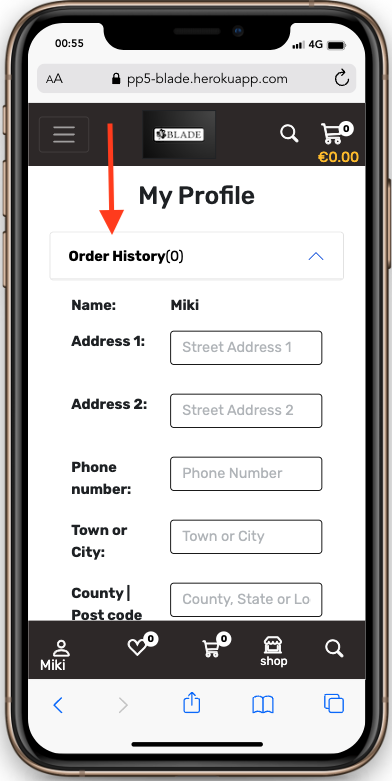 00:55
4G
AA
pp5-blade.herokuapp.com
BLADE
0
€0.00
My Profile
Order History(0)
Name:
Miki
Address 1:
Street Address 1
Address 2:
Street Address 2
Phone
number:
Phone Number
Town or
City:
Town or City
County |
Post code
County, State or Lo
Miki
0
0
shop